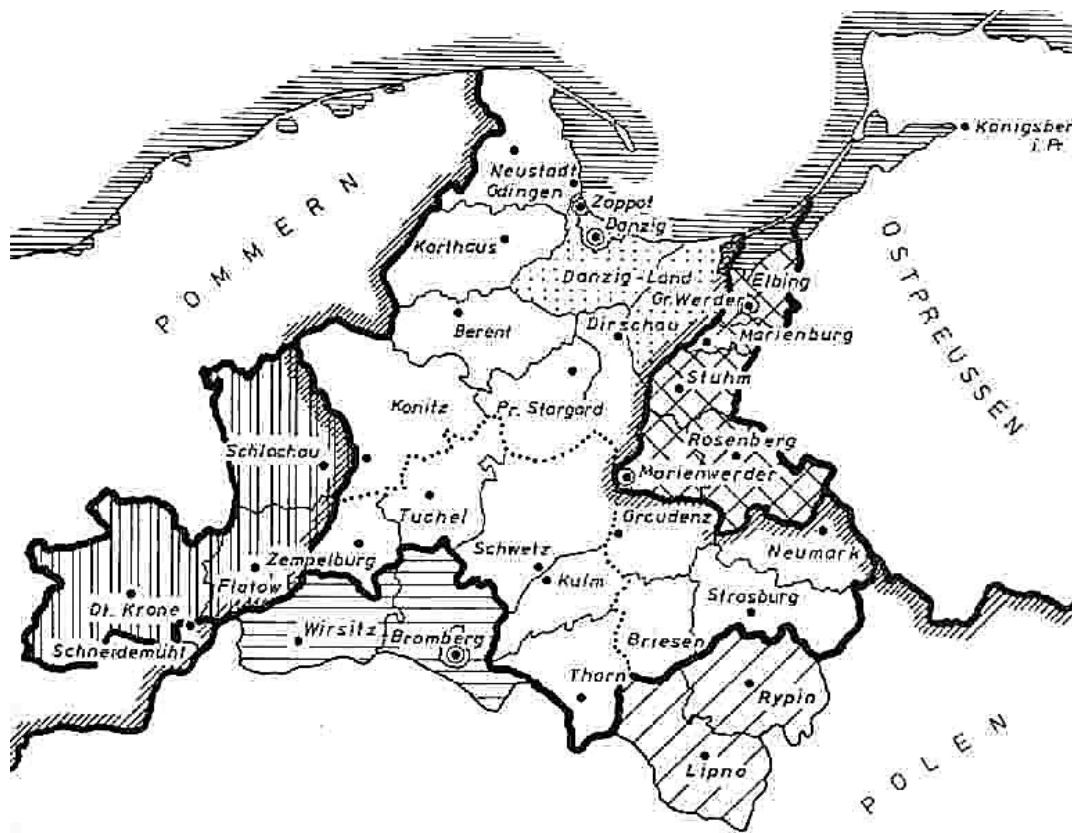 Königsberg
i. Pr.
Neustadt
Gdingen
Zoppot
Danzig
POMMERN
Karthaus
OSTPREUSSEN
Danzig-Land
Elbing
Gr. Werder
Berent
Dirschau
Marienburg
Stuhm
Konitz
Pr. Stargard
Schlochau
Rosenberg
Marienwerder
Tuchel
Graudenz
Zempelburg
Schwetz
Neumark
Flatow
Kulm
Dt. Krone
Strasburg
Schneidemühl
Wirsitz
Bromberg
Briesen
Thorn
Rypin
Lipno
POLEN